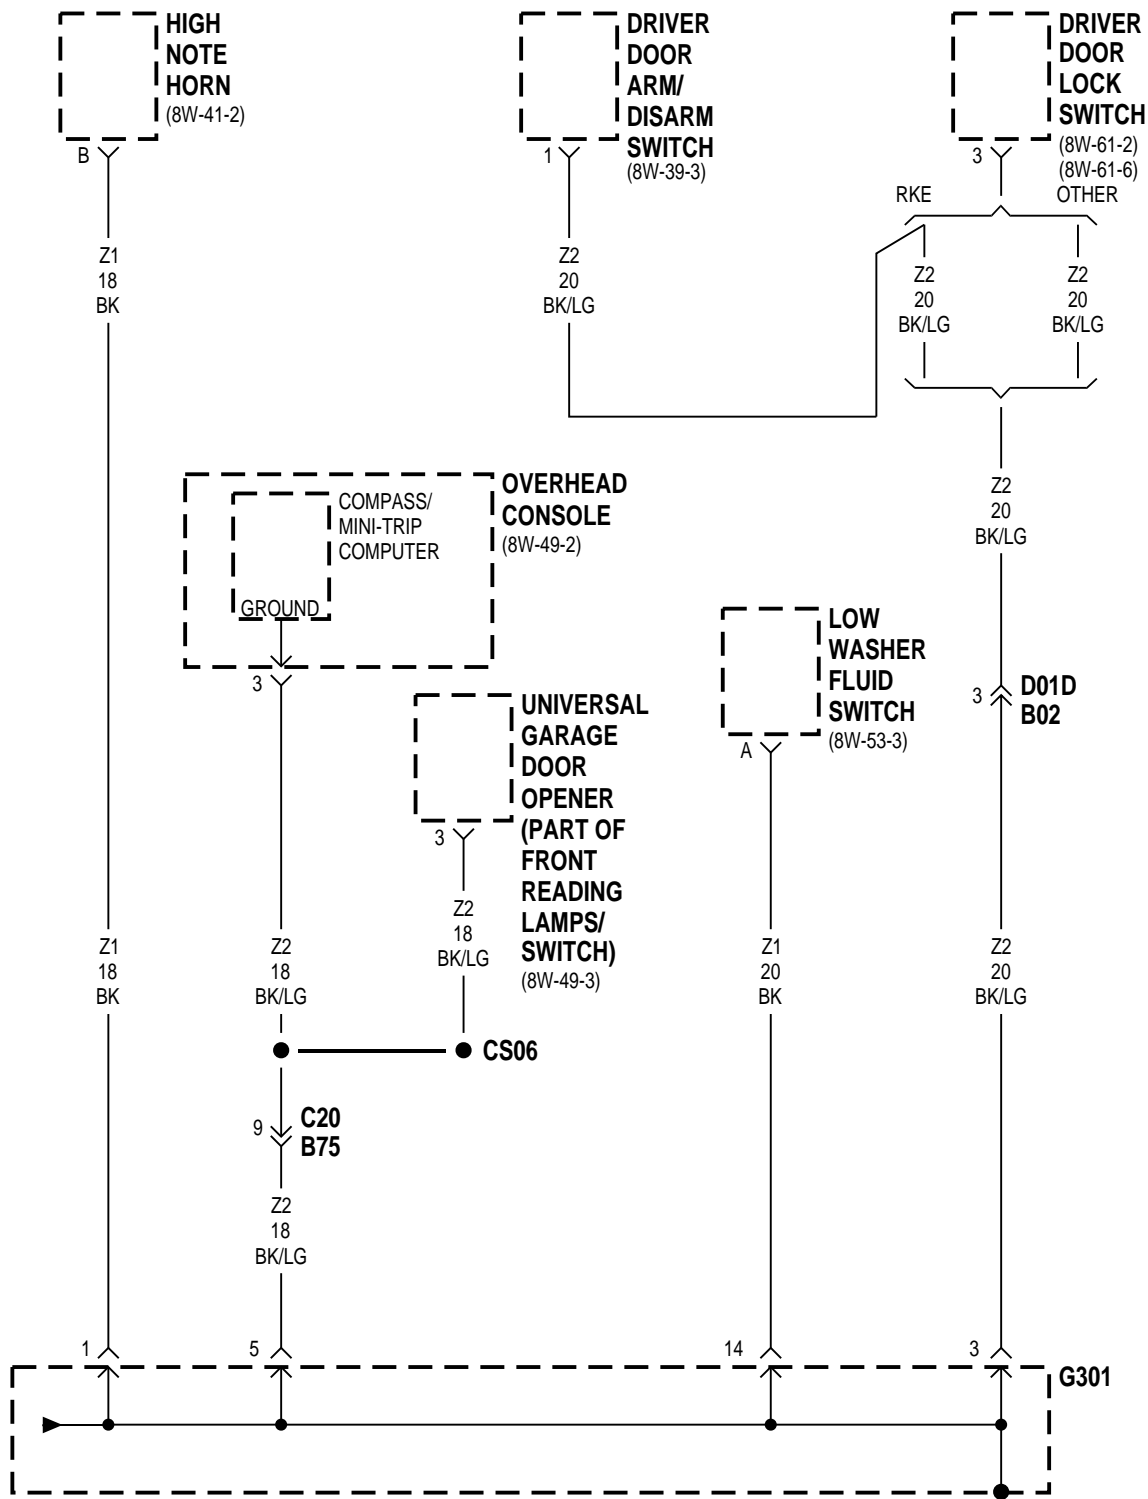 HIGH
NOTE
HORN
(8W-41-2)
B
DRIVER
DOOR
ARM/
DISARM
SWITCH
(8W-39-3)
1
DRIVER
DOOR
LOCK
SWITCH
(8W-61-2)
(8W-61-6)
3
RKE
OTHER
Z1
18
BK
Z2
20
BK/LG
Z2
20
BK/LG
Z2
20
BK/LG
OVERHEAD
CONSOLE
(8W-49-2)
COMPASS/
MINI-TRIP
COMPUTER
GROUND
3
Z2
20
BK/LG
UNIVERSAL
GARAGE
DOOR
OPENER
(PART OF
FRONT
READING
LAMPS/
SWITCH)
(8W-49-3)
3
LOW
WASHER
FLUID
SWITCH
(8W-53-3)
A
3
D01D
B02
Z1
18
BK
Z2
18
BK/LG
Z2
18
BK/LG
Z1
20
BK
Z2
20
BK/LG
CS06
9
C20
B75
Z2
18
BK/LG
1
5
14
3
G301